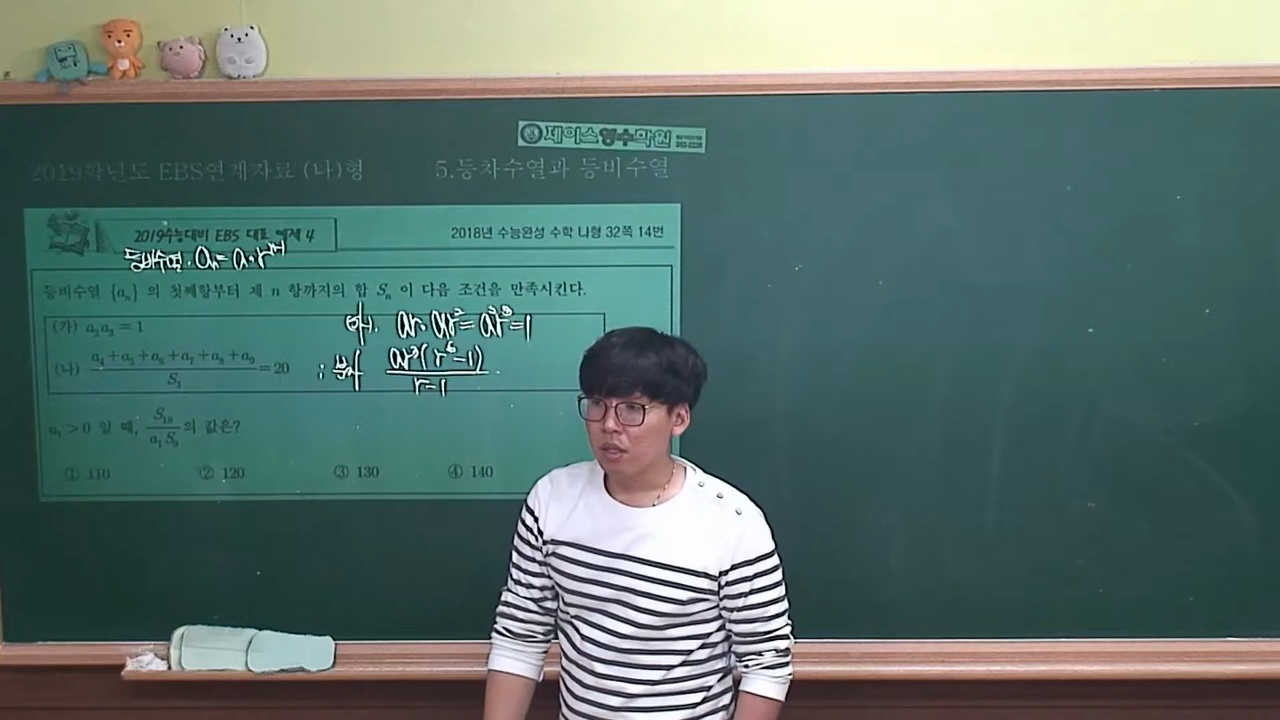 제이스영수학원
2019학년도 EBS연계자료 (나)형 5.등차수열과 등비수열
2019수능대비 EBS 대표 예제 4 2018년 수능완성 수학 나형 32쪽 14번
등비수열. aₙ = a·rⁿ⁻¹
등비수열 {aₙ} 의 첫째항부터 제 n 항까지의 합 Sₙ 이 다음 조건을 만족시킨다.
(가) a₂a₃ = 1
ar·ar² = a²r³ = 1
(나) (a₄+a₅+a₆+a₇+a₈+a₉)/S₃ = 20
: 분자 ar³(r⁶-1)/(r-1)
a₁ > 0 일 때, S₁₈/(a₁S₉) 의 값은?
① 110 ② 120 ③ 130 ④ 140